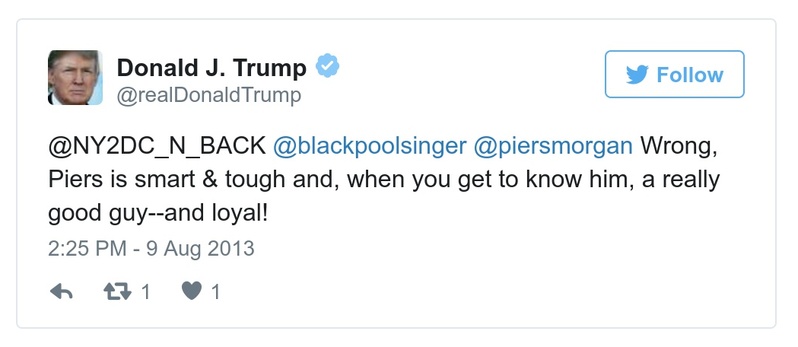 Donald J. Trump
@realDonaldTrump
Follow
@NY2DC_N_BACK @blackpoolsinger @piersmorgan Wrong,
Piers is smart & tough and, when you get to know him, a really
good guy--and loyal!
2:25 PM - 9 Aug 2013
1 1